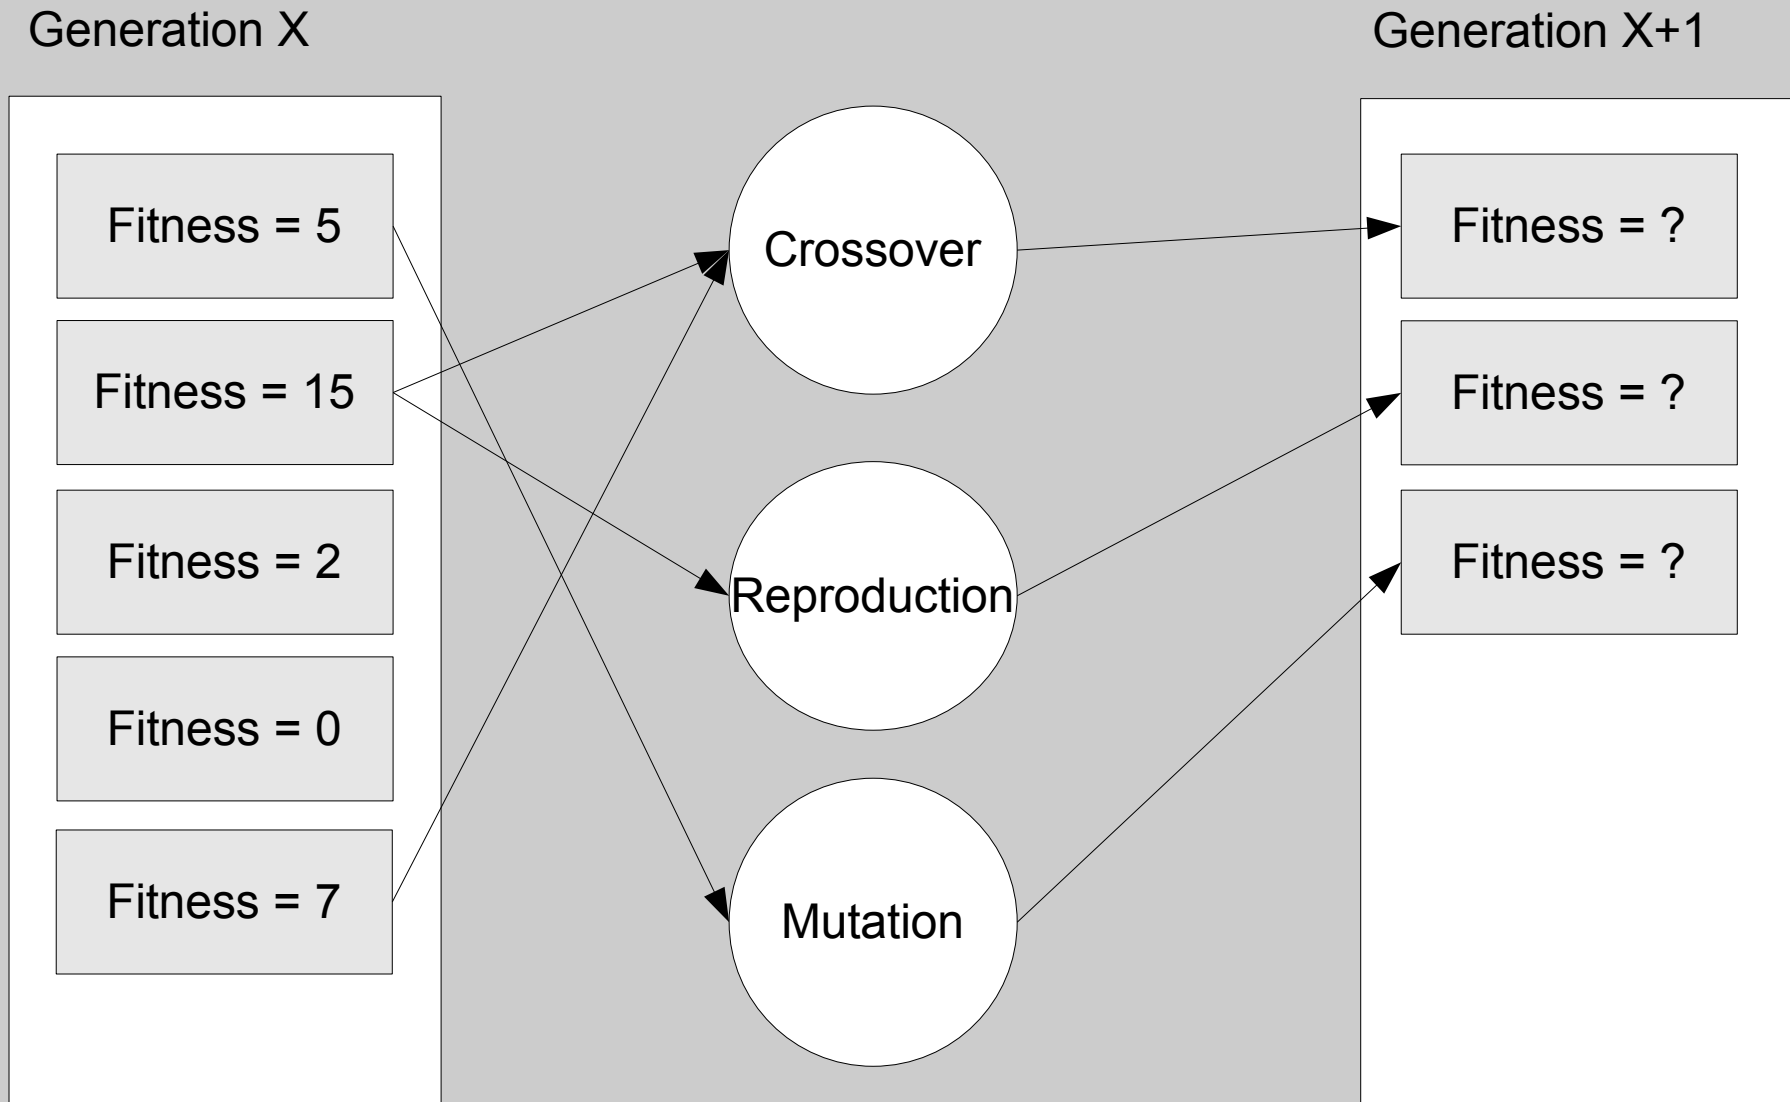 Generation X
Generation X+1
Fitness = 5
Fitness = 15
Fitness = 2
Fitness = 0
Fitness = 7
Crossover
Reproduction
Mutation
Fitness = ?
Fitness = ?
Fitness = ?